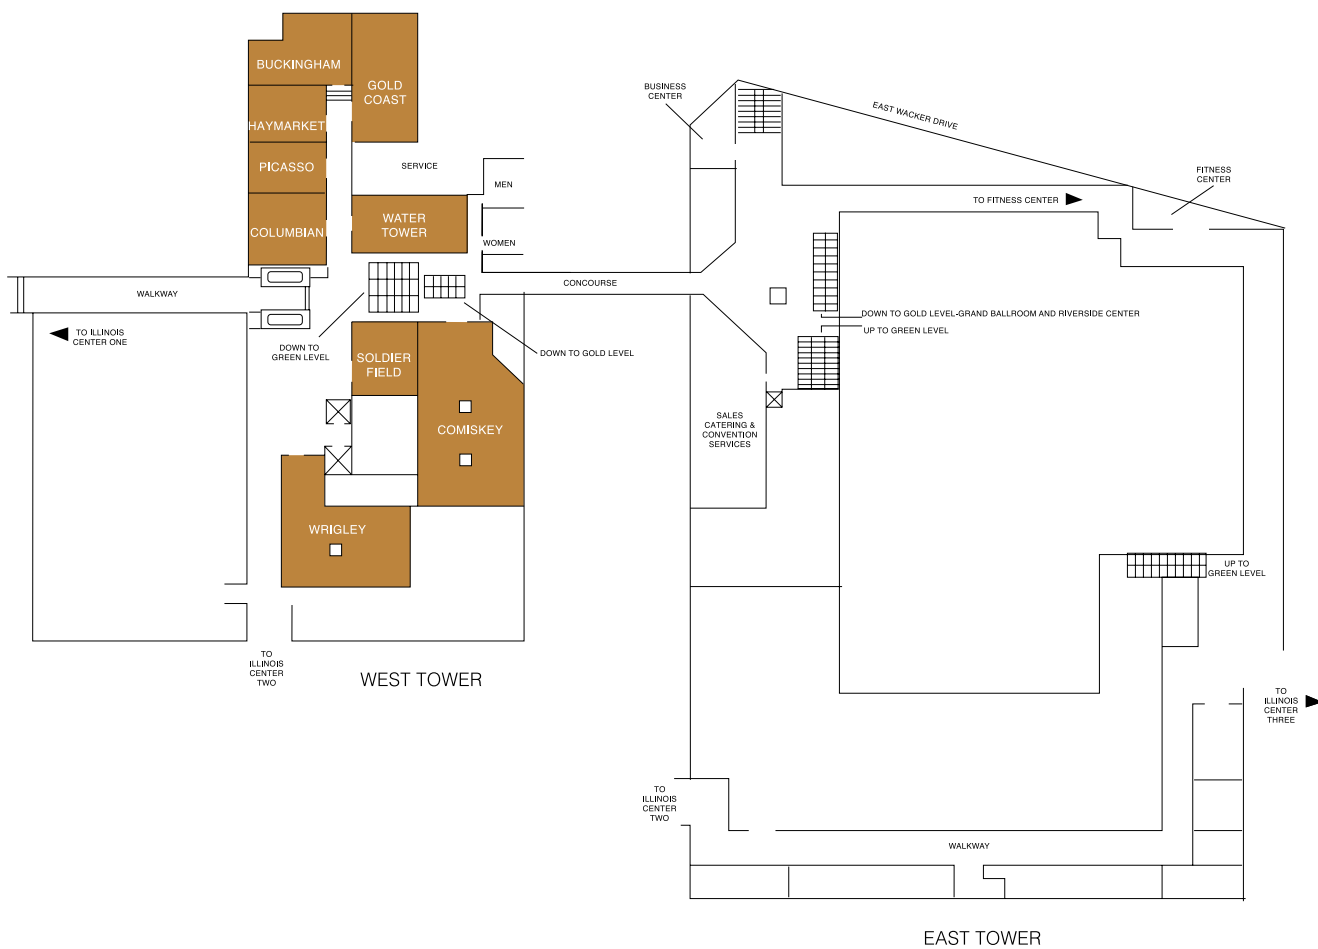 BUCKINGHAM
GOLD
COAST
HAYMARKET
PICASSO
COLUMBIAN
SERVICE
MEN
WATER
TOWER
WOMEN
WALKWAY
TO ILLINOIS
CENTER ONE
DOWN TO
GREEN LEVEL
DOWN TO GOLD LEVEL
SOLDIER
FIELD
COMISKEY
WRIGLEY
TO
ILLINOIS
CENTER
TWO
WEST TOWER
CONCOURSE
BUSINESS
CENTER
EAST WACKER DRIVE
FITNESS
CENTER
TO FITNESS CENTER
DOWN TO GOLD LEVEL-GRAND BALLROOM AND RIVERSIDE CENTER
UP TO GREEN LEVEL
SALES
CATERING &
CONVENTION
SERVICES
UP TO
GREEN LEVEL
TO
ILLINOIS
CENTER
THREE
TO
ILLINOIS
CENTER
TWO
WALKWAY
EAST TOWER